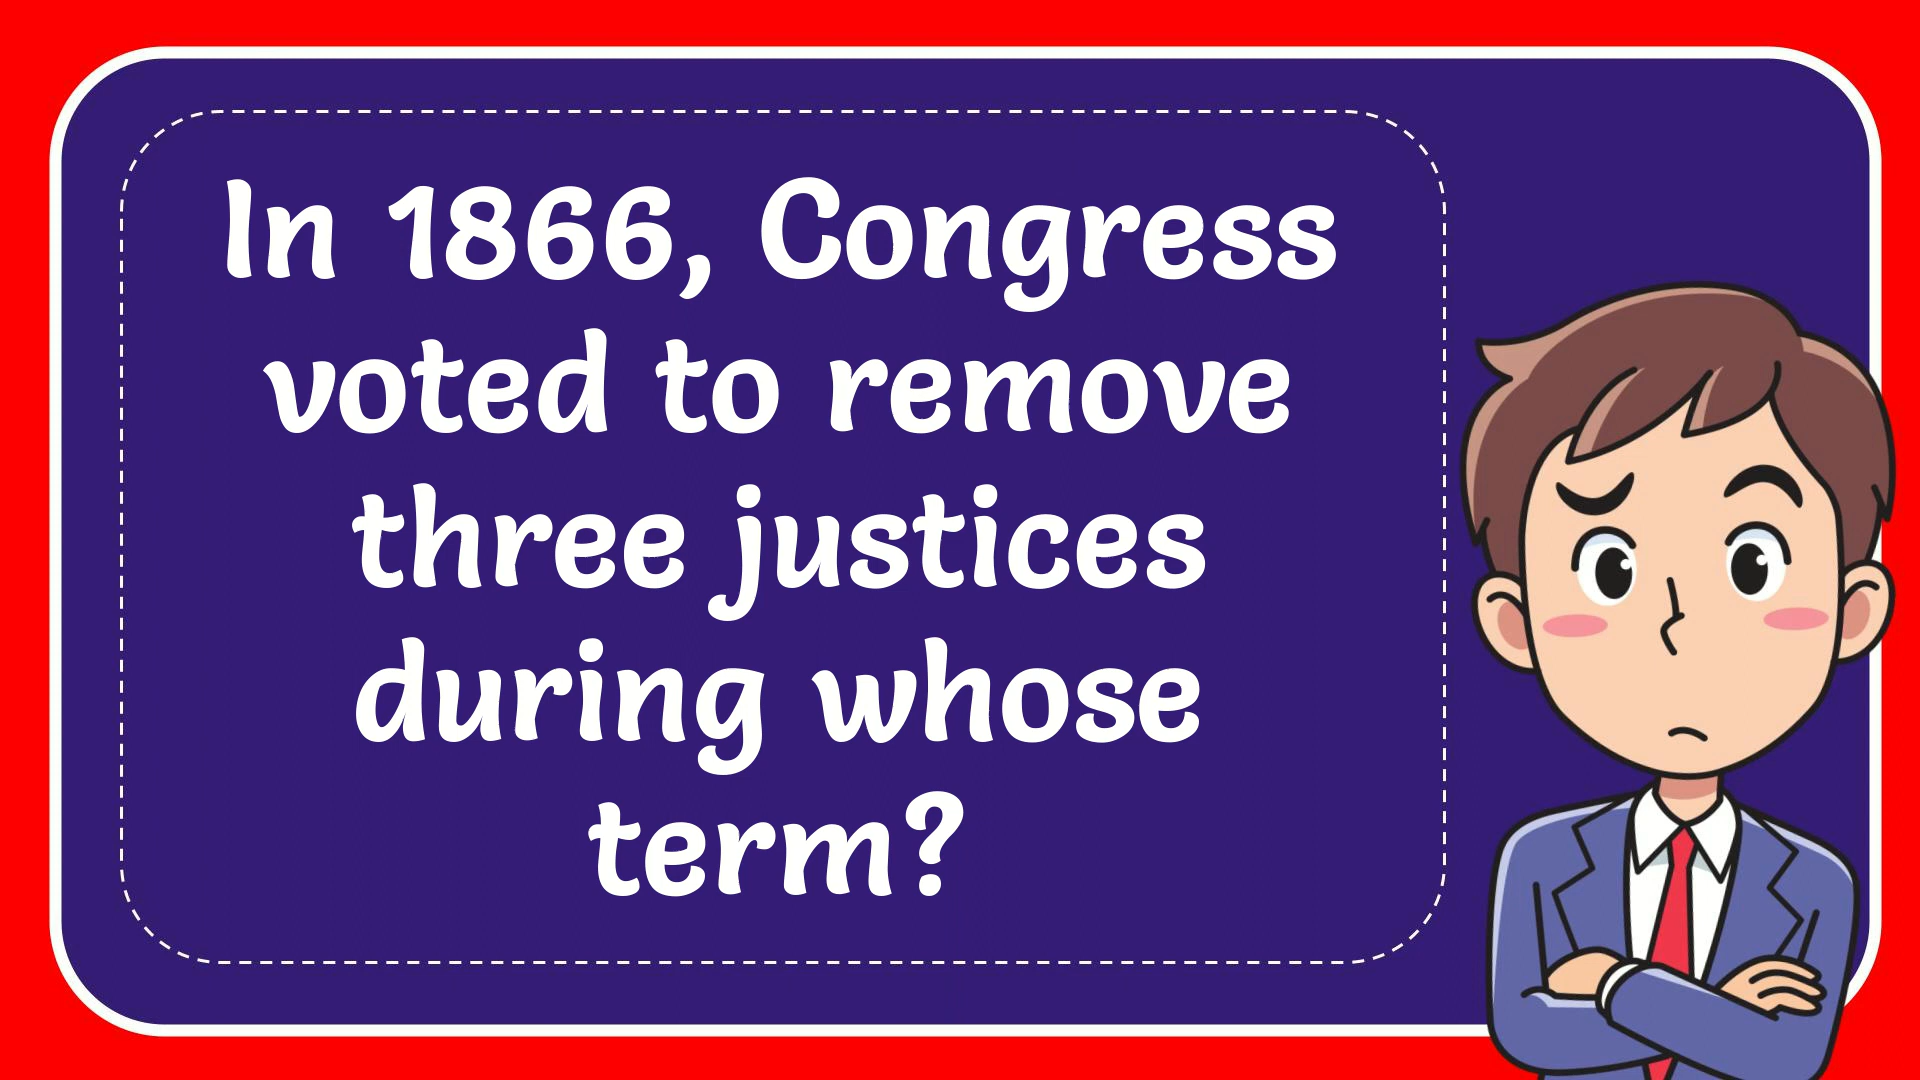 In 1866, Congress
voted to remove
three justices
during whose
term?